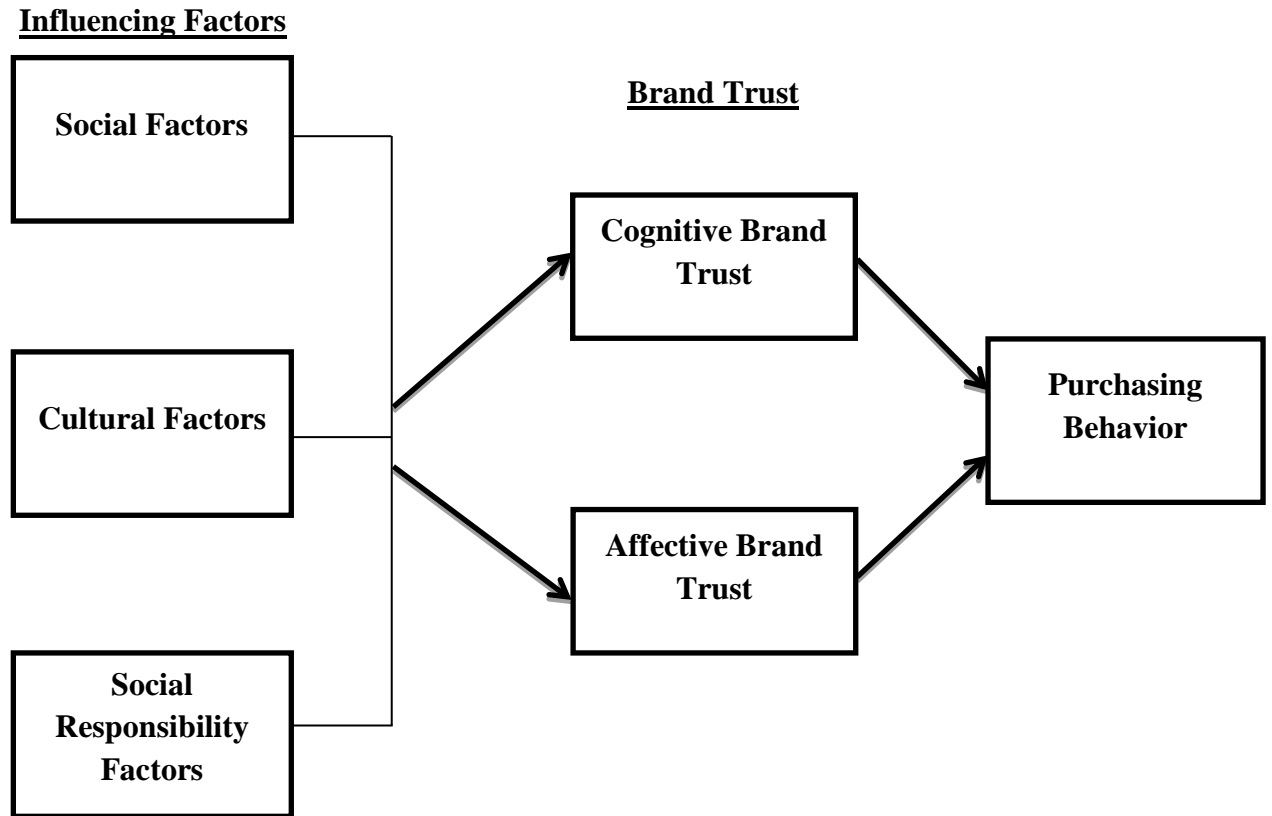 Influencing Factors
Social Factors
Brand Trust
Cognitive Brand
Trust
Cultural Factors
Purchasing
Behavior
Affective Brand
Trust
Social
Responsibility
Factors